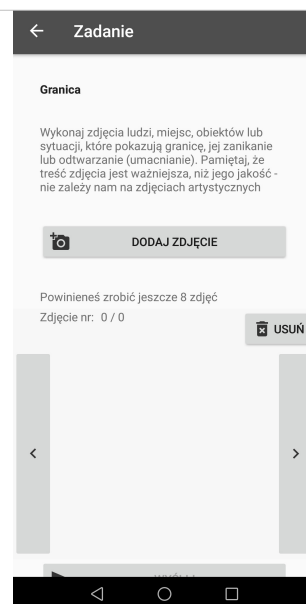 Zadanie
Granica
Wykonaj zdjęcia ludzi, miejsc, obiektów lub
sytuacji, które pokazują granicę, jej zanikanie
lub odtwarzanie (umacnianie). Pamiętaj, że
treść zdjęcia jest ważniejsza, niż jego jakość -
nie zależy nam na zdjęciach artystycznych
DODAJ ZDJĘCIE
Powinieneś zrobić jeszcze 8 zdjęć
Zdjęcie nr: 0 / 0
USUŃ